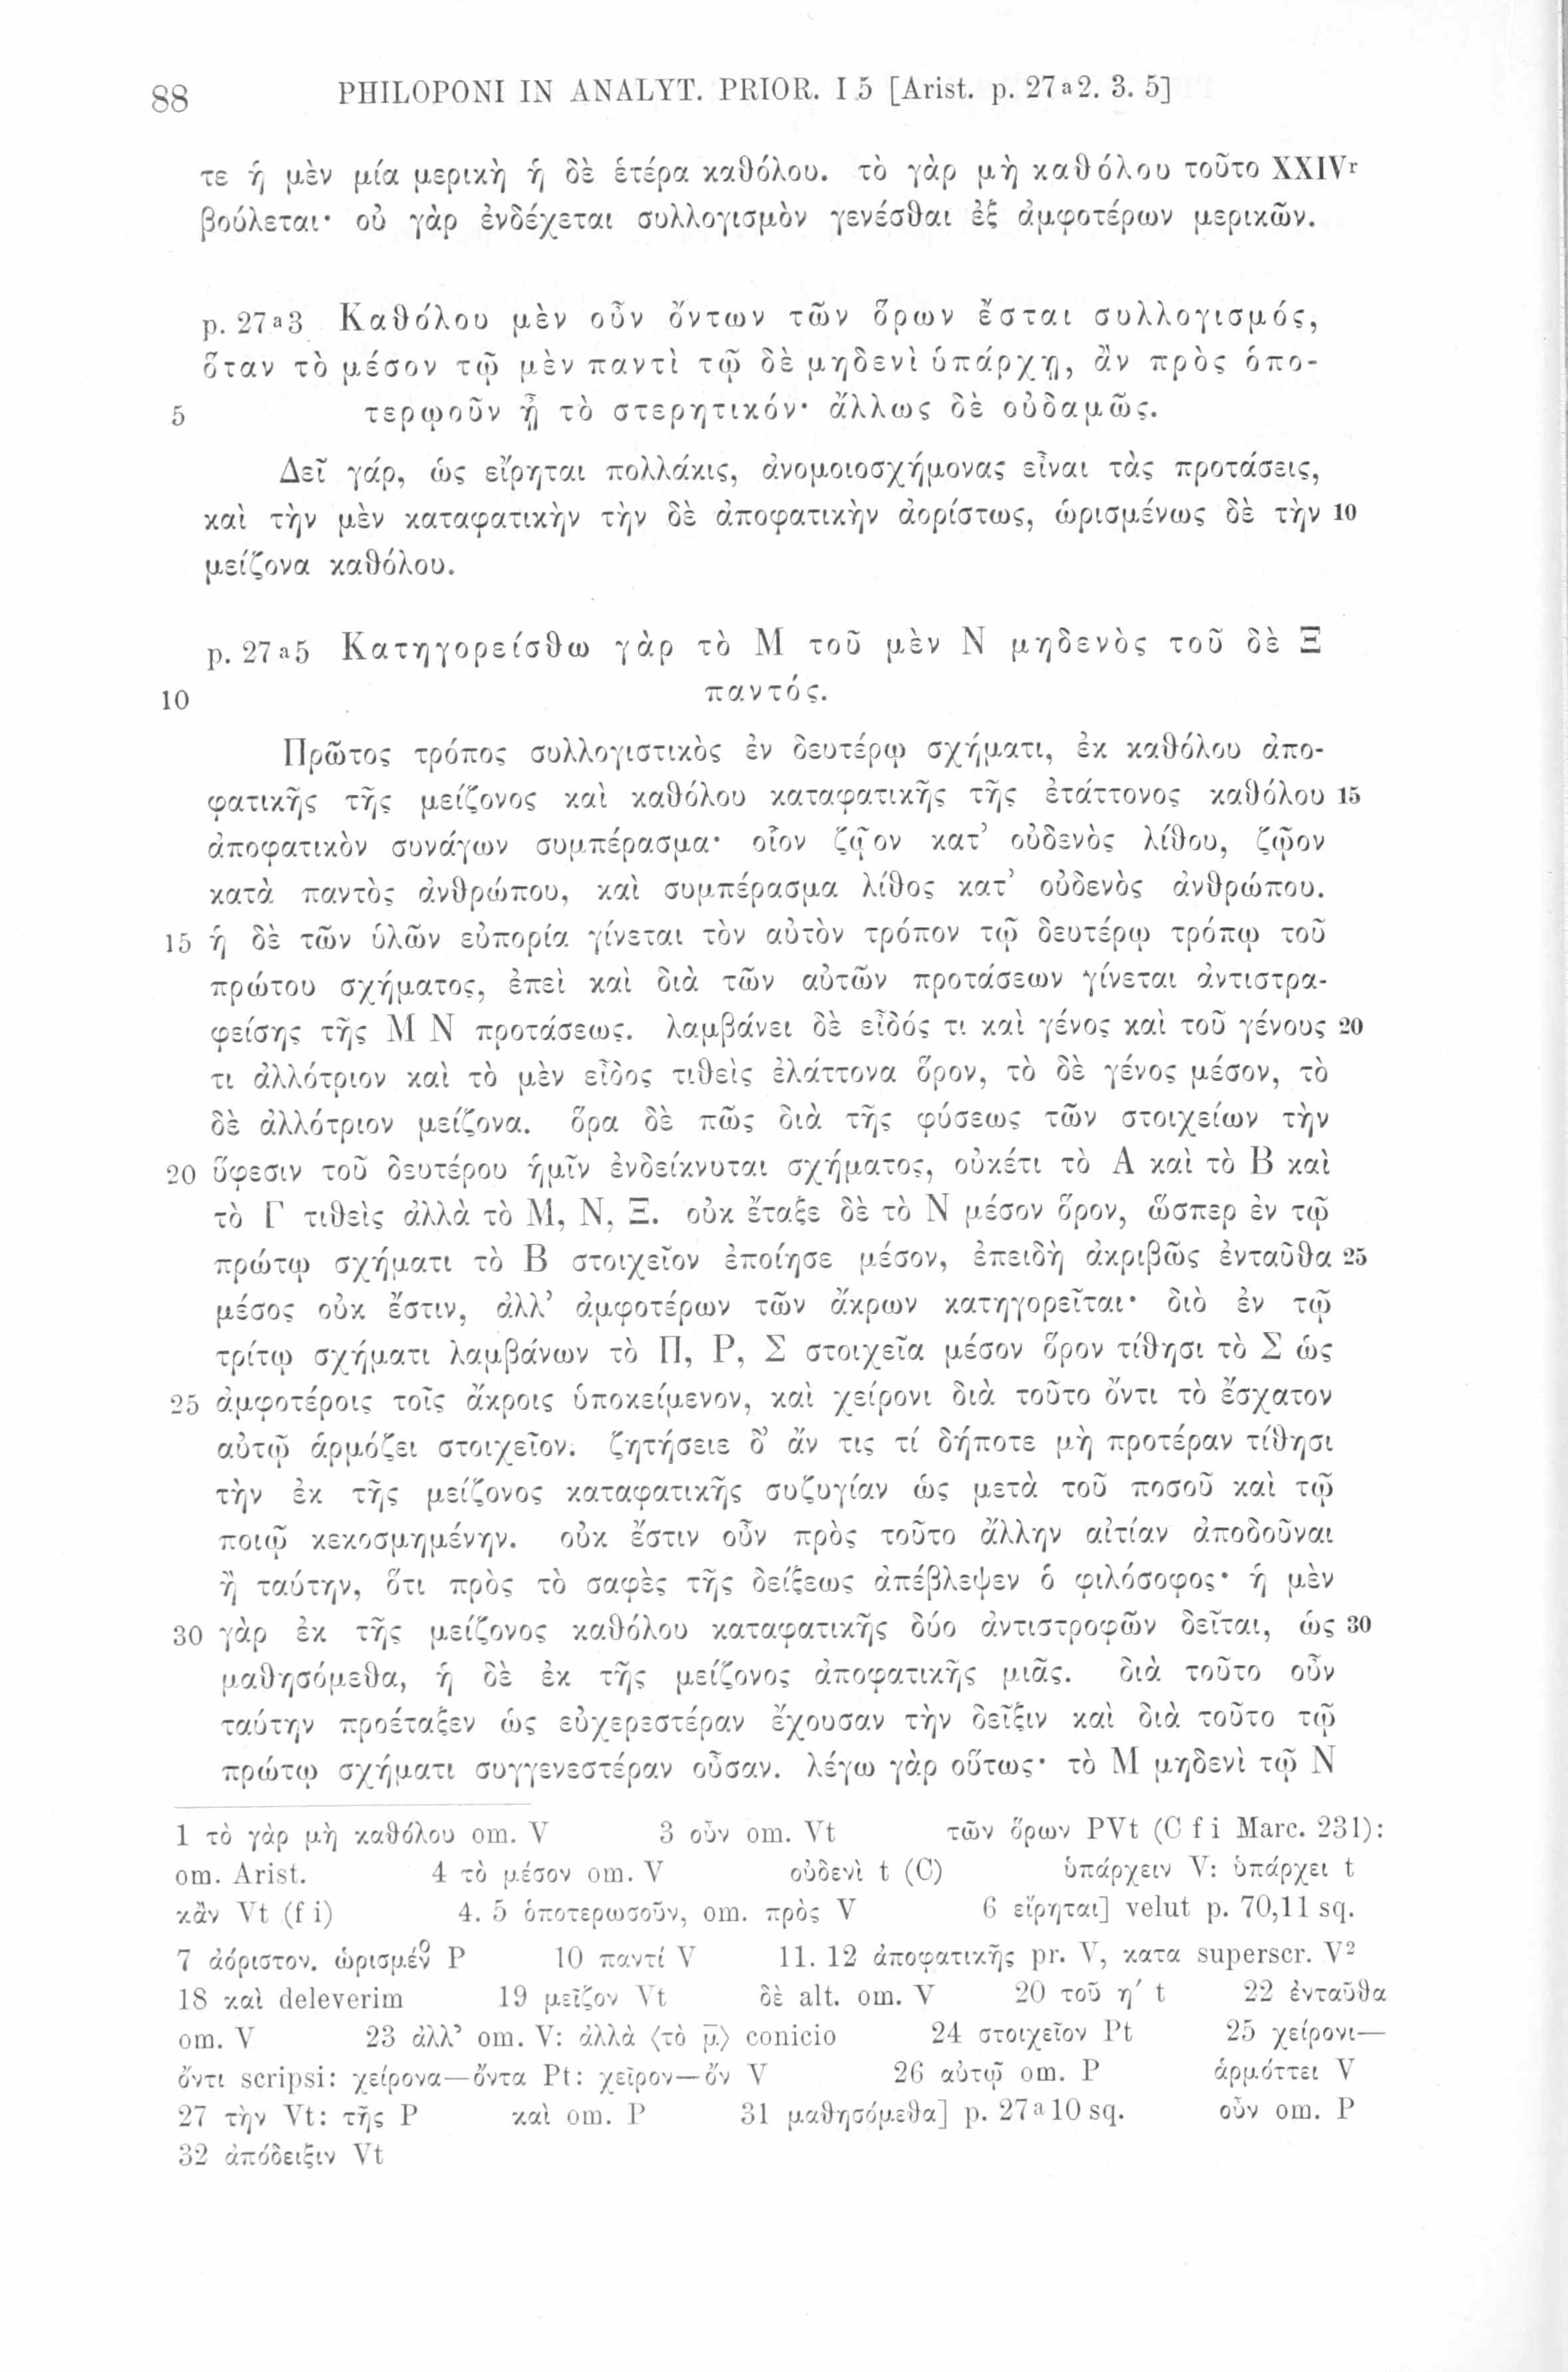 88 PHILOPONI IN ANALYT. PRIOR. I 5 [Arist. p. 27ª2. 3. 5]
τε ἡ μὲν μία μερικὴ ἡ δὲ ἑτέρα καθόλου. τὸ γὰρ μὴ καθόλου τοῦτο XXIVʳ
βούλεται· οὐ γὰρ ἐνδέχεται συλλογισμὸν γενέσθαι ἐξ ἀμφοτέρων μερικῶν.
p. 27ª3 Καθόλου μὲν οὖν ὄντων τῶν ὅρων ἔσται συλλογισμός,
ὅταν τὸ μέσον τῷ μὲν παντὶ τῷ δὲ μηδενὶ ὑπάρχῃ, ἂν πρὸς ὁπο-
5 τερῳοῦν ᾖ τὸ στερητικόν· ἄλλως δὲ οὐδαμῶς.
Δεῖ γάρ, ὡς εἴρηται πολλάκις, ἀνομοιοσχήμονας εἶναι τὰς προτάσεις,
καὶ τὴν μὲν καταφατικὴν τὴν δὲ ἀποφατικὴν ἀορίστως, ὡρισμένως δὲ τὴν 10
μείζονα καθόλου.
p. 27ª5 Κατηγορείσθω γὰρ τὸ Μ τοῦ μὲν Ν μηδενὸς τοῦ δὲ Ξ
10 παντός.
Πρῶτος τρόπος συλλογιστικὸς ἐν δευτέρῳ σχήματι, ἐκ καθόλου ἀπο-
φατικῆς τῆς μείζονος καὶ καθόλου καταφατικῆς τῆς ἐτάττονος καθόλου 15
ἀποφατικὸν συνάγων συμπέρασμα· οἷον ζῷον κατ’ οὐδενὸς λίθου, ζῷον
κατὰ παντὸς ἀνθρώπου, καὶ συμπέρασμα λίθος κατ’ οὐδενὸς ἀνθρώπου.
15 ἡ δὲ τῶν ὑλῶν εὐπορία γίνεται τὸν αὐτὸν τρόπον τῷ δευτέρῳ τρόπῳ τοῦ
πρώτου σχήματος, ἐπεὶ καὶ διὰ τῶν αὐτῶν προτάσεων γίνεται ἀντιστρα-
φείσης τῆς Μ Ν προτάσεως. λαμβάνει δὲ εἶδός τι καὶ γένος καὶ τοῦ γένους 20
τι ἀλλότριον καὶ τὸ μὲν εἶδος τιθεὶς ἐλάττονα ὅρον, τὸ δὲ γένος μέσον, τὸ
δὲ ἀλλότριον μείζονα. ὅρα δὲ πῶς διὰ τῆς φύσεως τῶν στοιχείων τὴν
20 ὕφεσιν τοῦ δευτέρου ἡμῖν ἐνδείκνυται σχήματος, οὐκέτι τὸ Α καὶ τὸ Β καὶ
τὸ Γ τιθεὶς ἀλλὰ τὸ Μ, Ν, Ξ. οὐκ ἔταξε δὲ τὸ Ν μέσον ὅρον, ὥσπερ ἐν τῷ
πρώτῳ σχήματι τὸ Β στοιχεῖον ἐποίησε μέσον, ἐπειδὴ ἀκριβῶς ἐνταῦθα 25
μέσος οὐκ ἔστιν, ἀλλ’ ἀμφοτέρων τῶν ἄκρων κατηγορεῖται· διὸ ἐν τῷ
τρίτῳ σχήματι λαμβάνων τὸ Π, Ρ, Σ στοιχεῖα μέσον ὅρον τίθησι τὸ Σ ὡς
25 ἀμφοτέροις τοῖς ἄκροις ὑποκείμενον, καὶ χείρονι διὰ τοῦτο ὄντι τὸ ἔσχατον
αὐτῷ ἁρμόζει στοιχεῖον. ζητήσειε δ’ ἄν τις τί δήποτε μὴ προτέραν τίθησι
τὴν ἐκ τῆς μείζονος καταφατικῆς συζυγίαν ὡς μετὰ τοῦ ποσοῦ καὶ τῷ
ποιῷ κεκοσμημένην. οὐκ ἔστιν οὖν πρὸς τοῦτο ἄλλην αἰτίαν ἀποδοῦναι
ἢ ταύτην, ὅτι πρὸς τὸ σαφὲς τῆς δείξεως ἀπέβλεψεν ὁ φιλόσοφος· ἡ μὲν
30 γὰρ ἐκ τῆς μείζονος καθόλου καταφατικῆς δύο ἀντιστροφῶν δεῖται, ὡς 30
μαθησόμεθα, ἡ δὲ ἐκ τῆς μείζονος ἀποφατικῆς μιᾶς. διὰ τοῦτο οὖν
ταύτην προέταξεν ὡς εὐχερεστέραν ἔχουσαν τὴν δεῖξιν καὶ διὰ τοῦτο τῷ
πρώτῳ σχήματι συγγενεστέραν οὖσαν. λέγω γὰρ οὕτως· τὸ Μ μηδενὶ τῷ Ν
1 τὸ γὰρ μὴ καθόλου om. V 3 οὖν om. Vt τῶν ὅρων PVt (C f i Marc. 231):
om. Arist. 4 τὸ μέσον om. V οὐδενὶ t (C) ὑπάρχειν V: ὑπάρχει t
κἂν Vt (f i) 4. 5 ὁποτερωσοῦν, om. πρὸς V 6 εἴρηται] velut p. 70,11 sq.
7 ἀόριστον. ὡρισμέν̊ P 10 παντί V 11. 12 ἀποφατικῆς pr. V, κατα superscr. V²
18 καὶ deleverim 19 μεῖζον Vt δὲ alt. om. V 20 τοῦ η′ t 22 ἐνταῦθα
om. V 23 ἀλλ’ om. V: ἀλλὰ ⟨τὸ μ̄⟩ conicio 24 στοιχεῖον Pt 25 χείρονι—
ὄντι scripsi: χείρονα—ὄντα Pt: χεῖρον—ὂν V 26 αὐτῷ om. P ἁρμόττει V
27 τὴν Vt: τῆς P καὶ om. P 31 μαθησόμεθα] p. 27ª10 sq. οὖν om. P
32 ἀπόδειξιν Vt